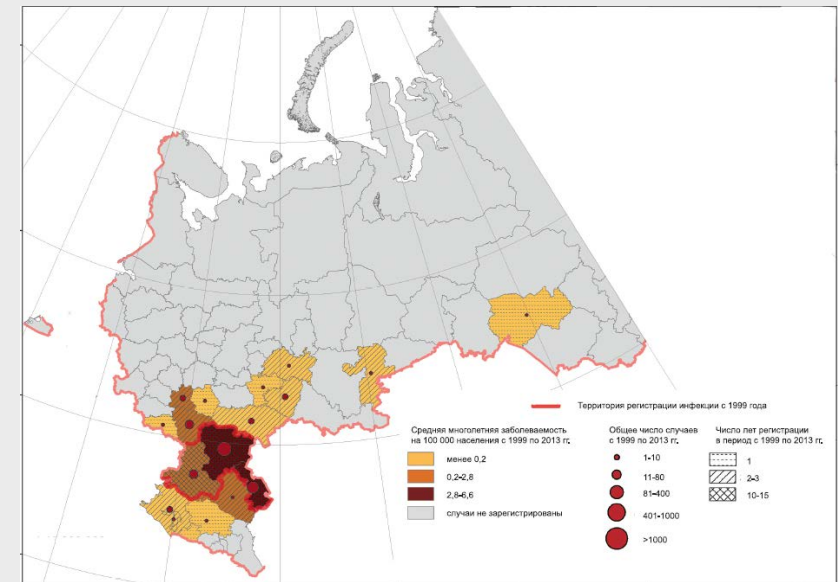 Территория регистрации инфекции с 1999 года
Средняя многолетняя заболеваемость
на 100 000 населения с 1999 по 2013 гг.
менее 0,2
0,2–2,8
2,8–6,6
случаи не зарегистрированы
Общее число случаев
с 1999 по 2013 гг.
1-10
11-80
81–400
401-1000
>1000
Число лет регистрации
в период с 1999 по 2013 гг.
1
2–3
10-15